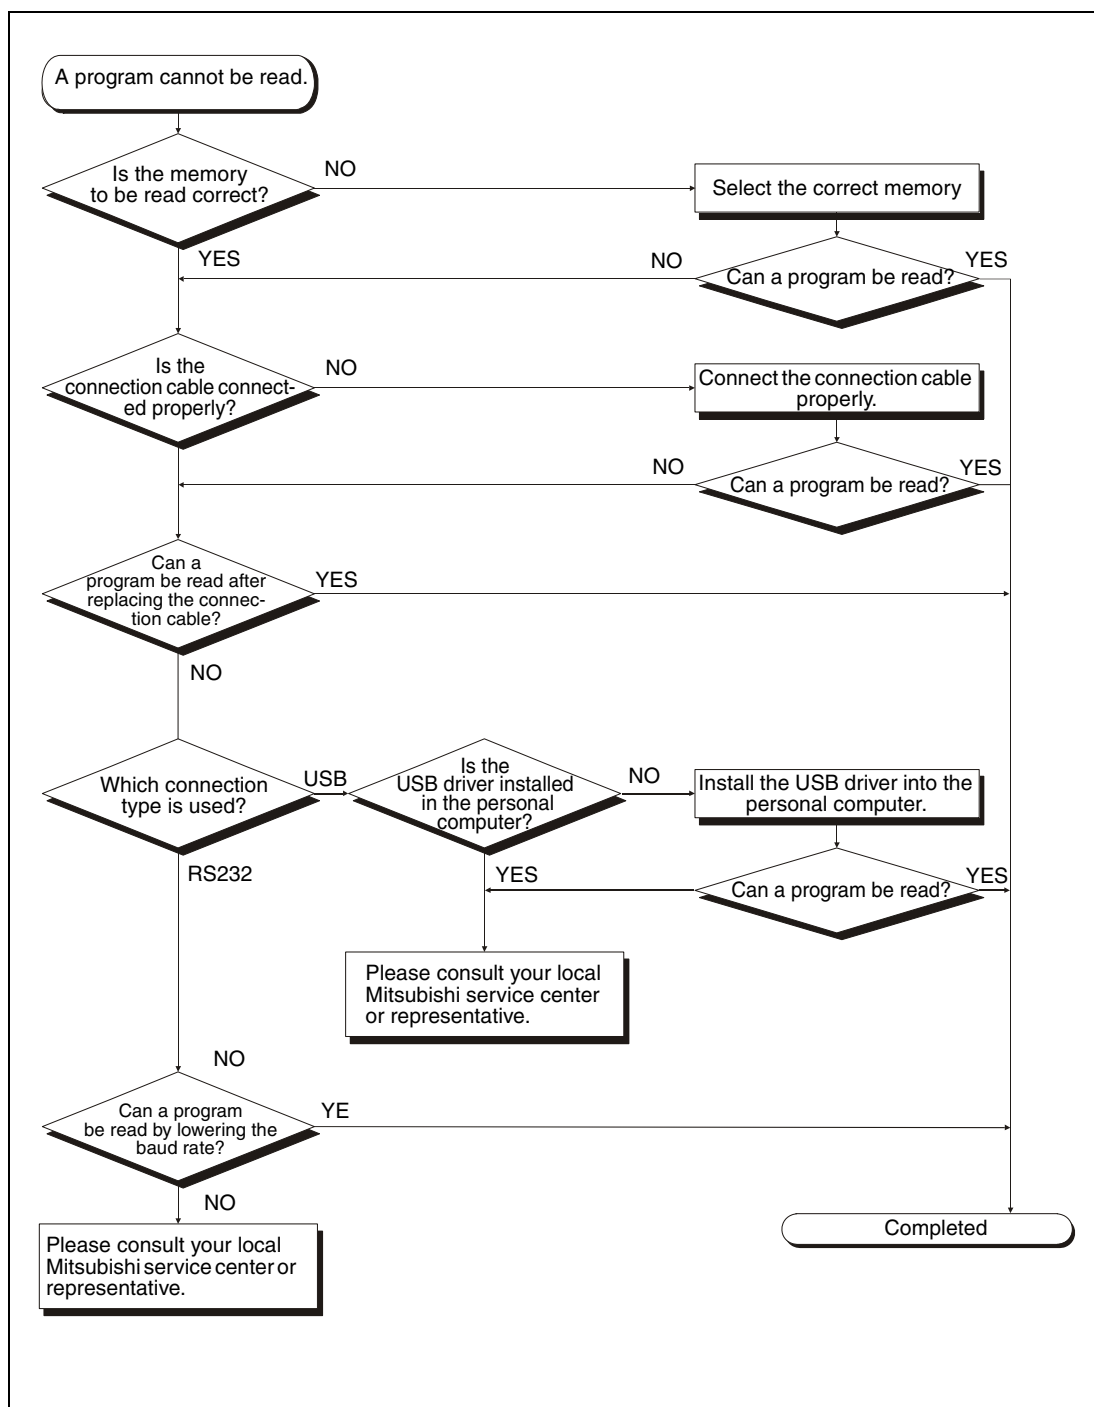 A program cannot be read.
Is the memory
to be read correct?
NO
Select the correct memory
YES
NO
Can a program be read?
YES
Is the
connection cable connect-
ed properly?
NO
Connect the connection cable
properly.
NO
Can a program be read?
YES
Can a
program be read after
replacing the connec-
tion cable?
YES
NO
Which connection
type is used?
USB
Is the
USB driver installed
in the personal
computer?
NO
Install the USB driver into the
personal computer.
RS232
YES
Can a program be read?
YES
Please consult your local
Mitsubishi service center
or representative.
NO
Can a program
be read by lowering the
baud rate?
YE
NO
Please consult your local
Mitsubishi service center or
representative.
Completed